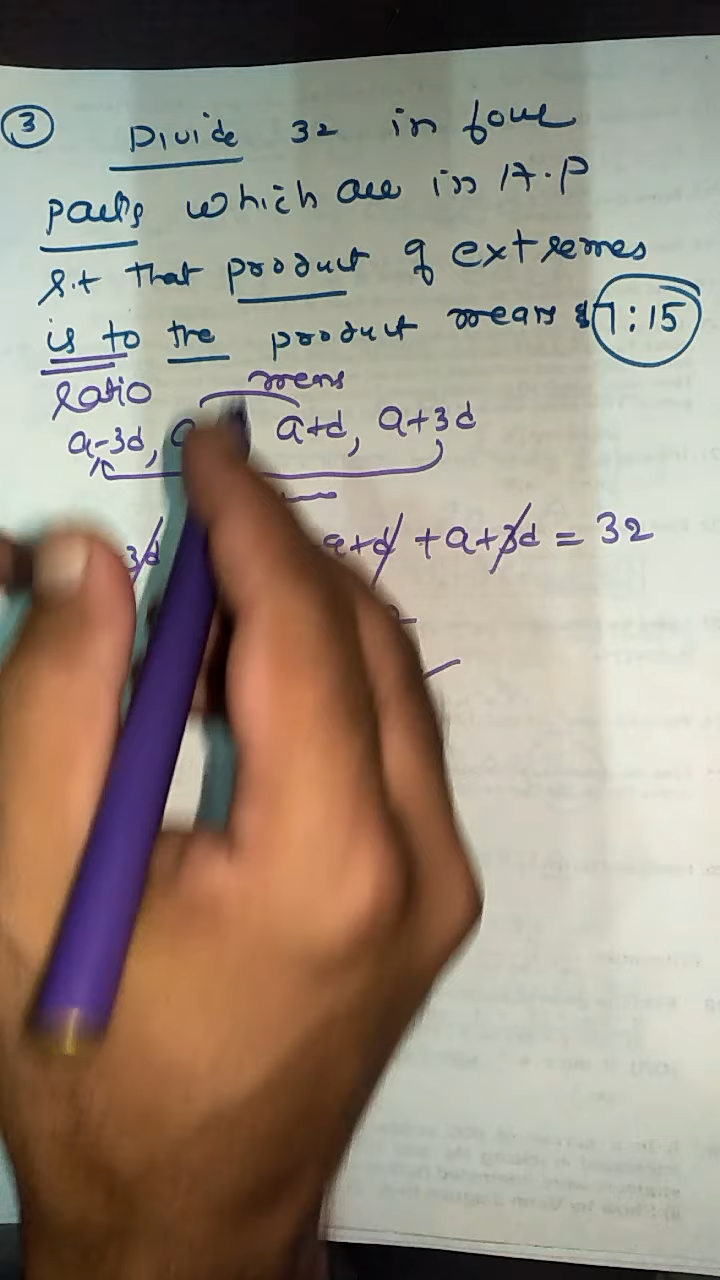 3 Divide 32 in four
parts which are in A.P
s.t that product of extremes
is to the product means 7:15
ratio means
a-3d, a+d, a+3d
3d a+d + a+3d = 32